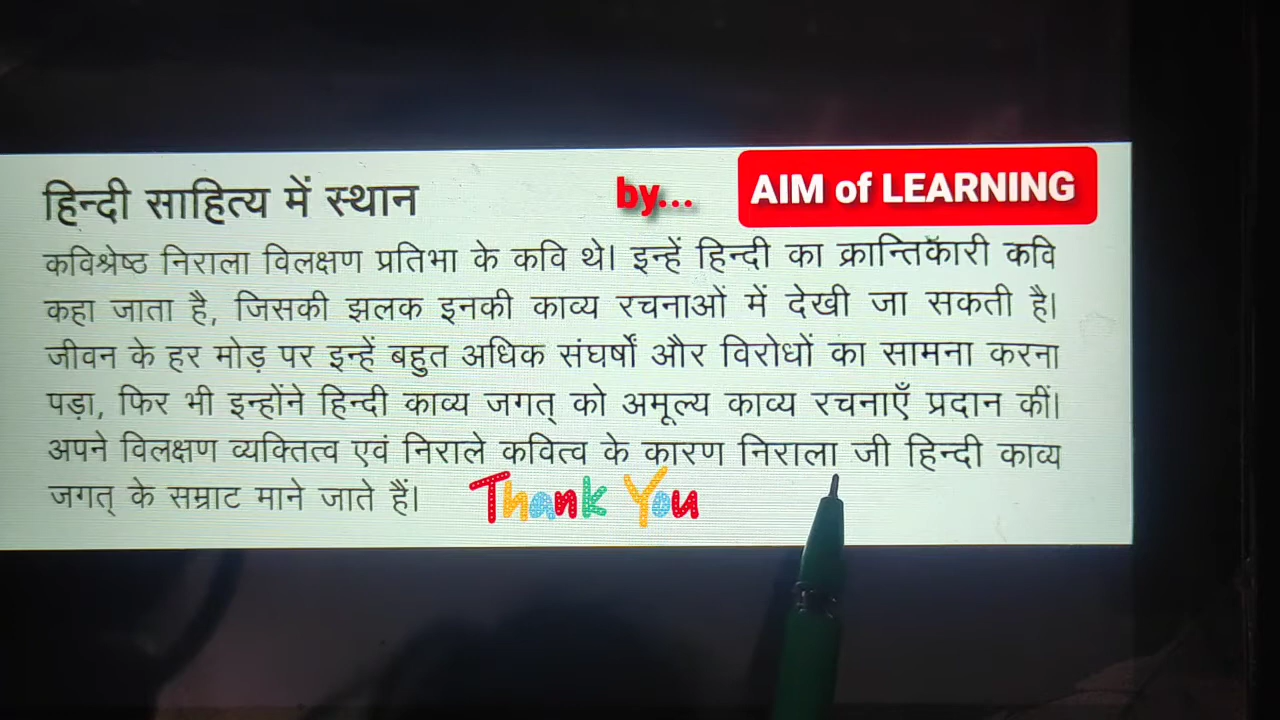 हिन्दी साहित्य में स्थान
by...
AIM of LEARNING
कविश्रेष्ठ निराला विलक्षण प्रतिभा के कवि थे। इन्हें हिन्दी का क्रान्तिकारी कवि
कहा जाता है, जिसकी झलक इनकी काव्य रचनाओं में देखी जा सकती है।
जीवन के हर मोड़ पर इन्हें बहुत अधिक संघर्षों और विरोधों का सामना करना
पड़ा, फिर भी इन्होंने हिन्दी काव्य जगत् को अमूल्य काव्य रचनाएँ प्रदान कीं।
अपने विलक्षण व्यक्तित्व एवं निराले कवित्व के कारण निराला जी हिन्दी काव्य
जगत् के सम्राट माने जाते हैं।
Thank You